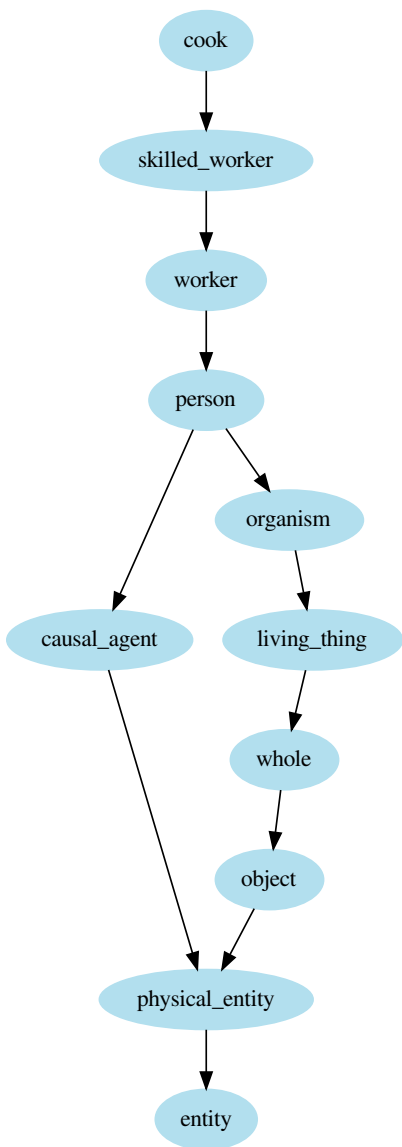 cook
skilled_worker
worker
person
organism
causal_agent living_thing
whole
object
physical_entity
entity